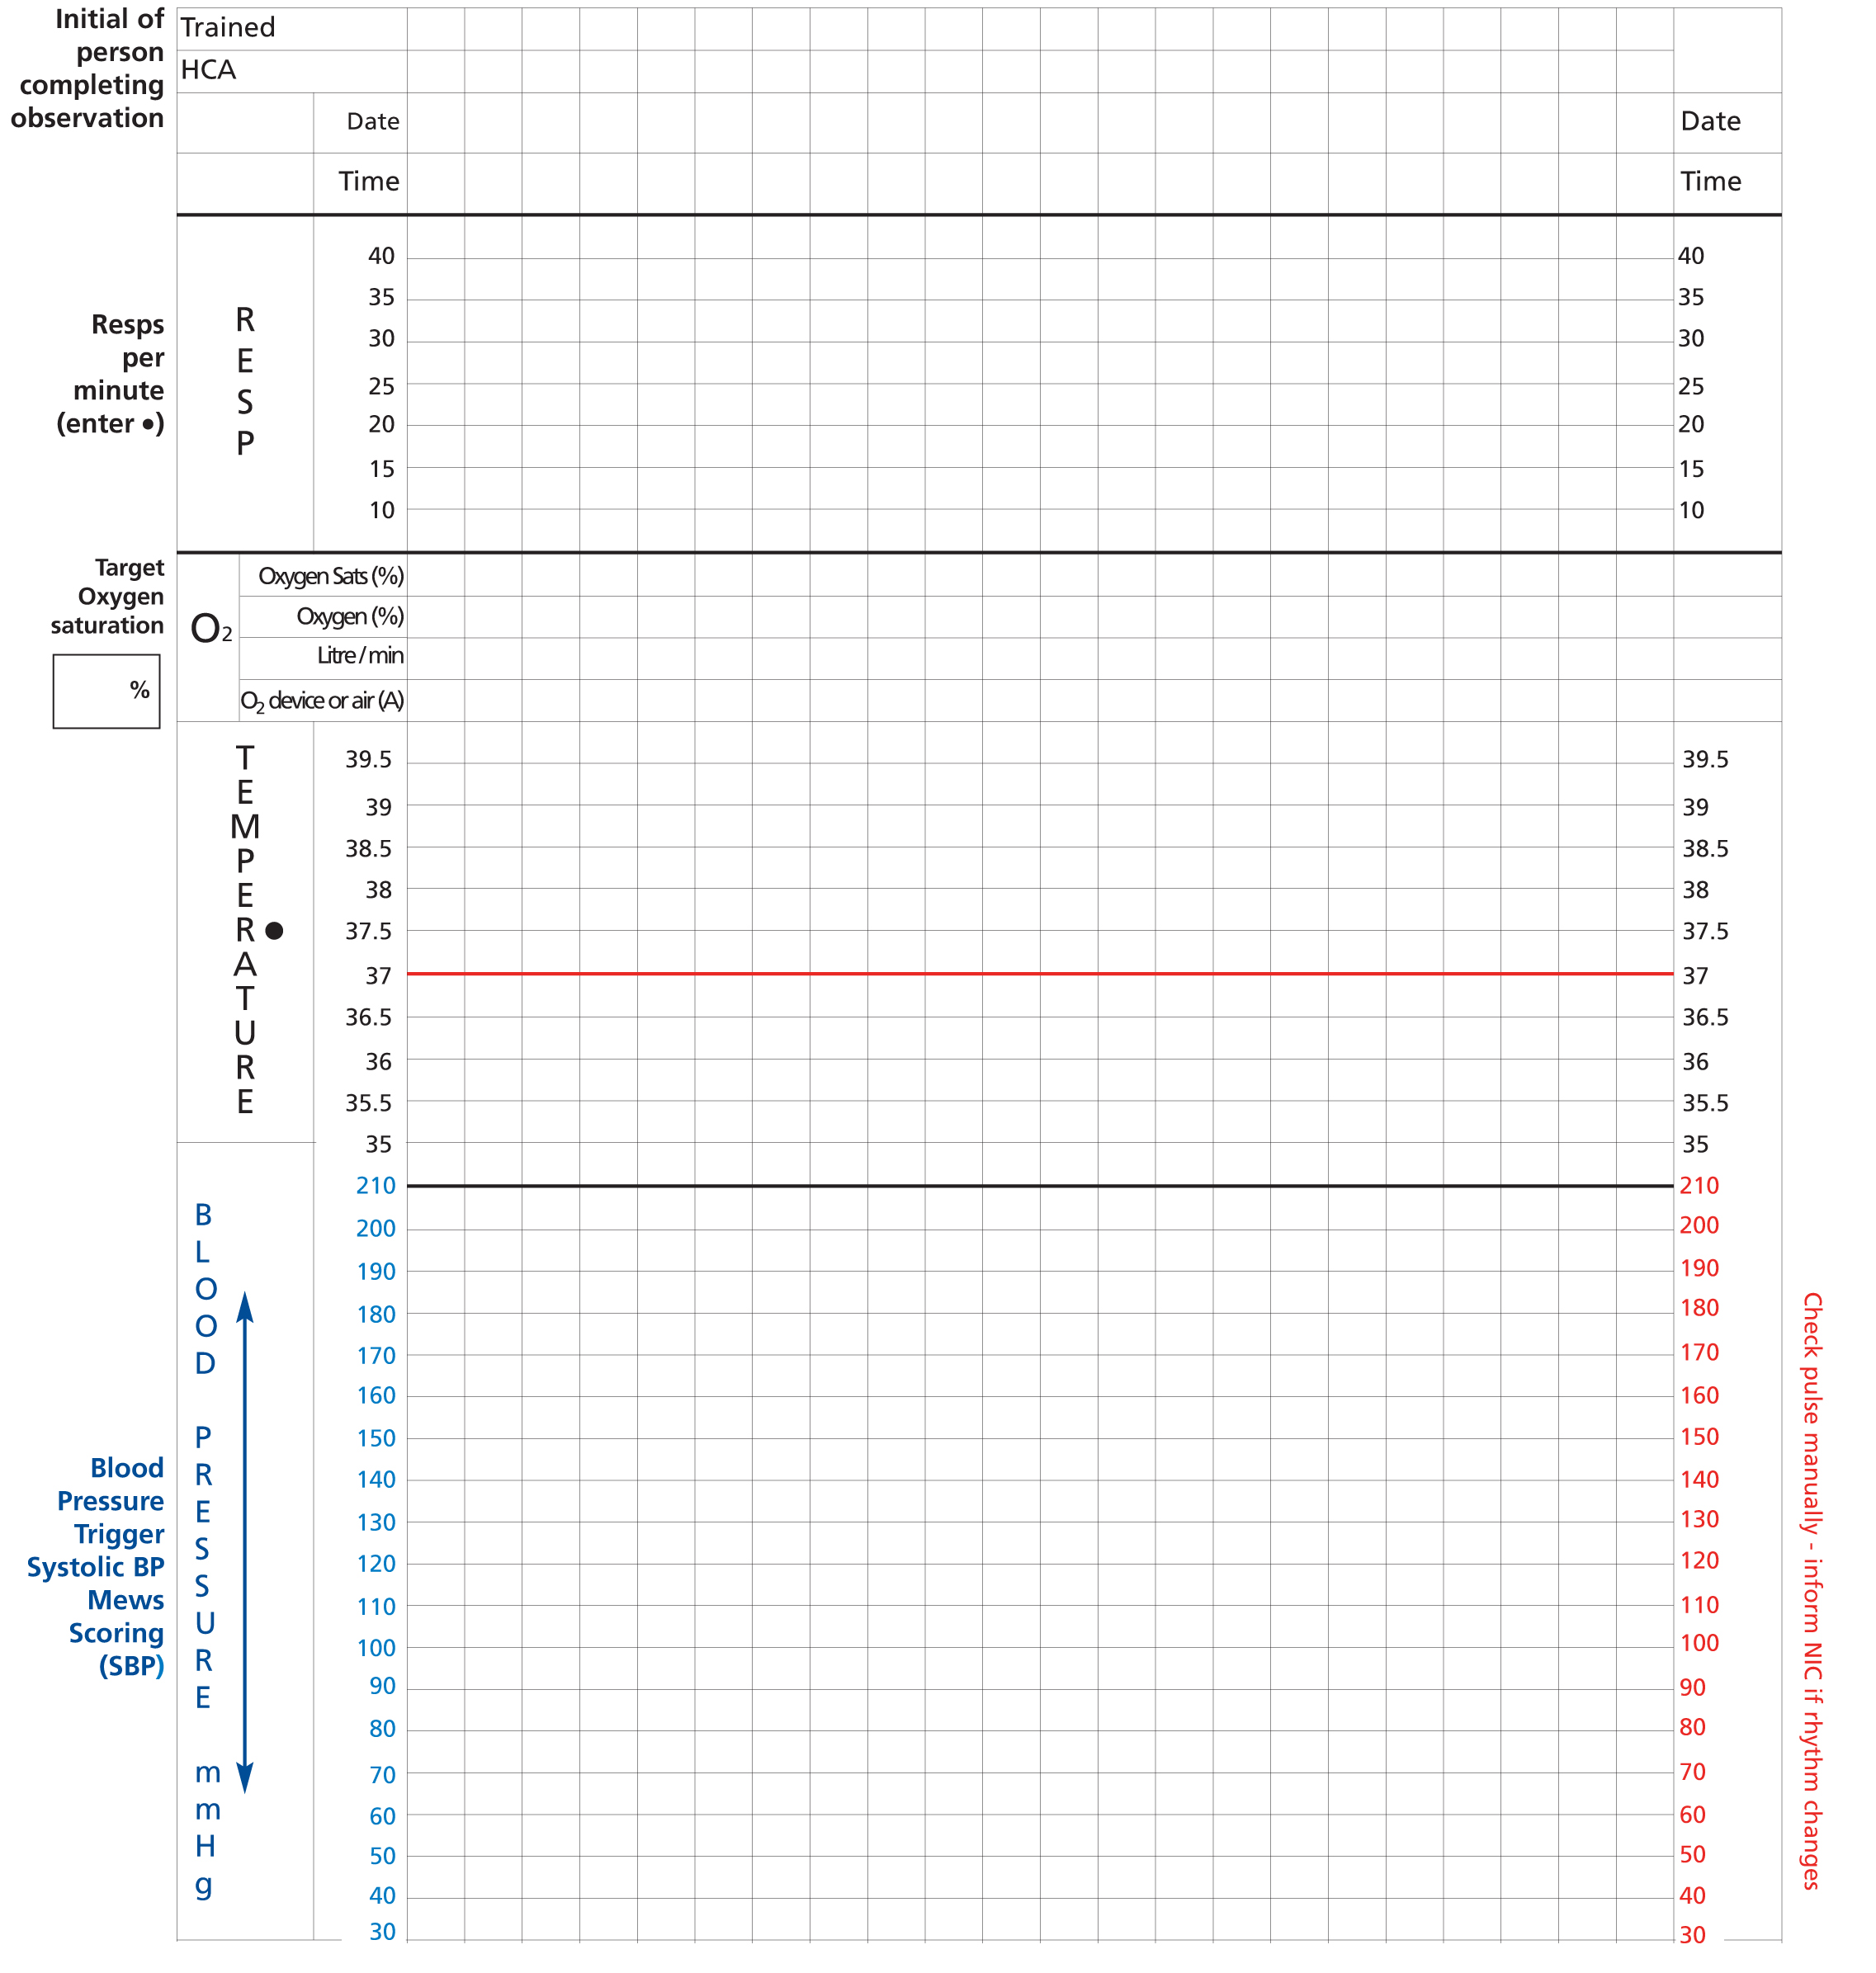 Initial of
person
completing
observation
Trained
HCA
Date
Date
Time
Time
Resps
per
minute
(enter ●)
R
E
S
P
40
40
35
35
30
30
25
25
20
20
15
15
10
10
Target
Oxygen
saturation
%
O2
Oxygen Sats (%)
Oxygen (%)
Litre / min
O2 device or air (A)
T
E
M
P
E
R ●
A
T
U
R
E
39.5
39.5
39
39
38.5
38.5
38
38
37.5
37.5
37
37
36.5
36.5
36
36
35.5
35.5
35
35
Blood
Pressure
Trigger
Systolic BP
Mews
Scoring
(SBP)
B
L
O
O
D
P
R
E
S
S
U
R
E
m
m
H
g
210
210
200
200
190
190
180
180
170
170
160
160
150
150
140
140
130
130
120
120
110
110
100
100
90
90
80
80
70
70
60
60
50
50
40
40
30
30
Check pulse manually - inform NIC if rhythm changes